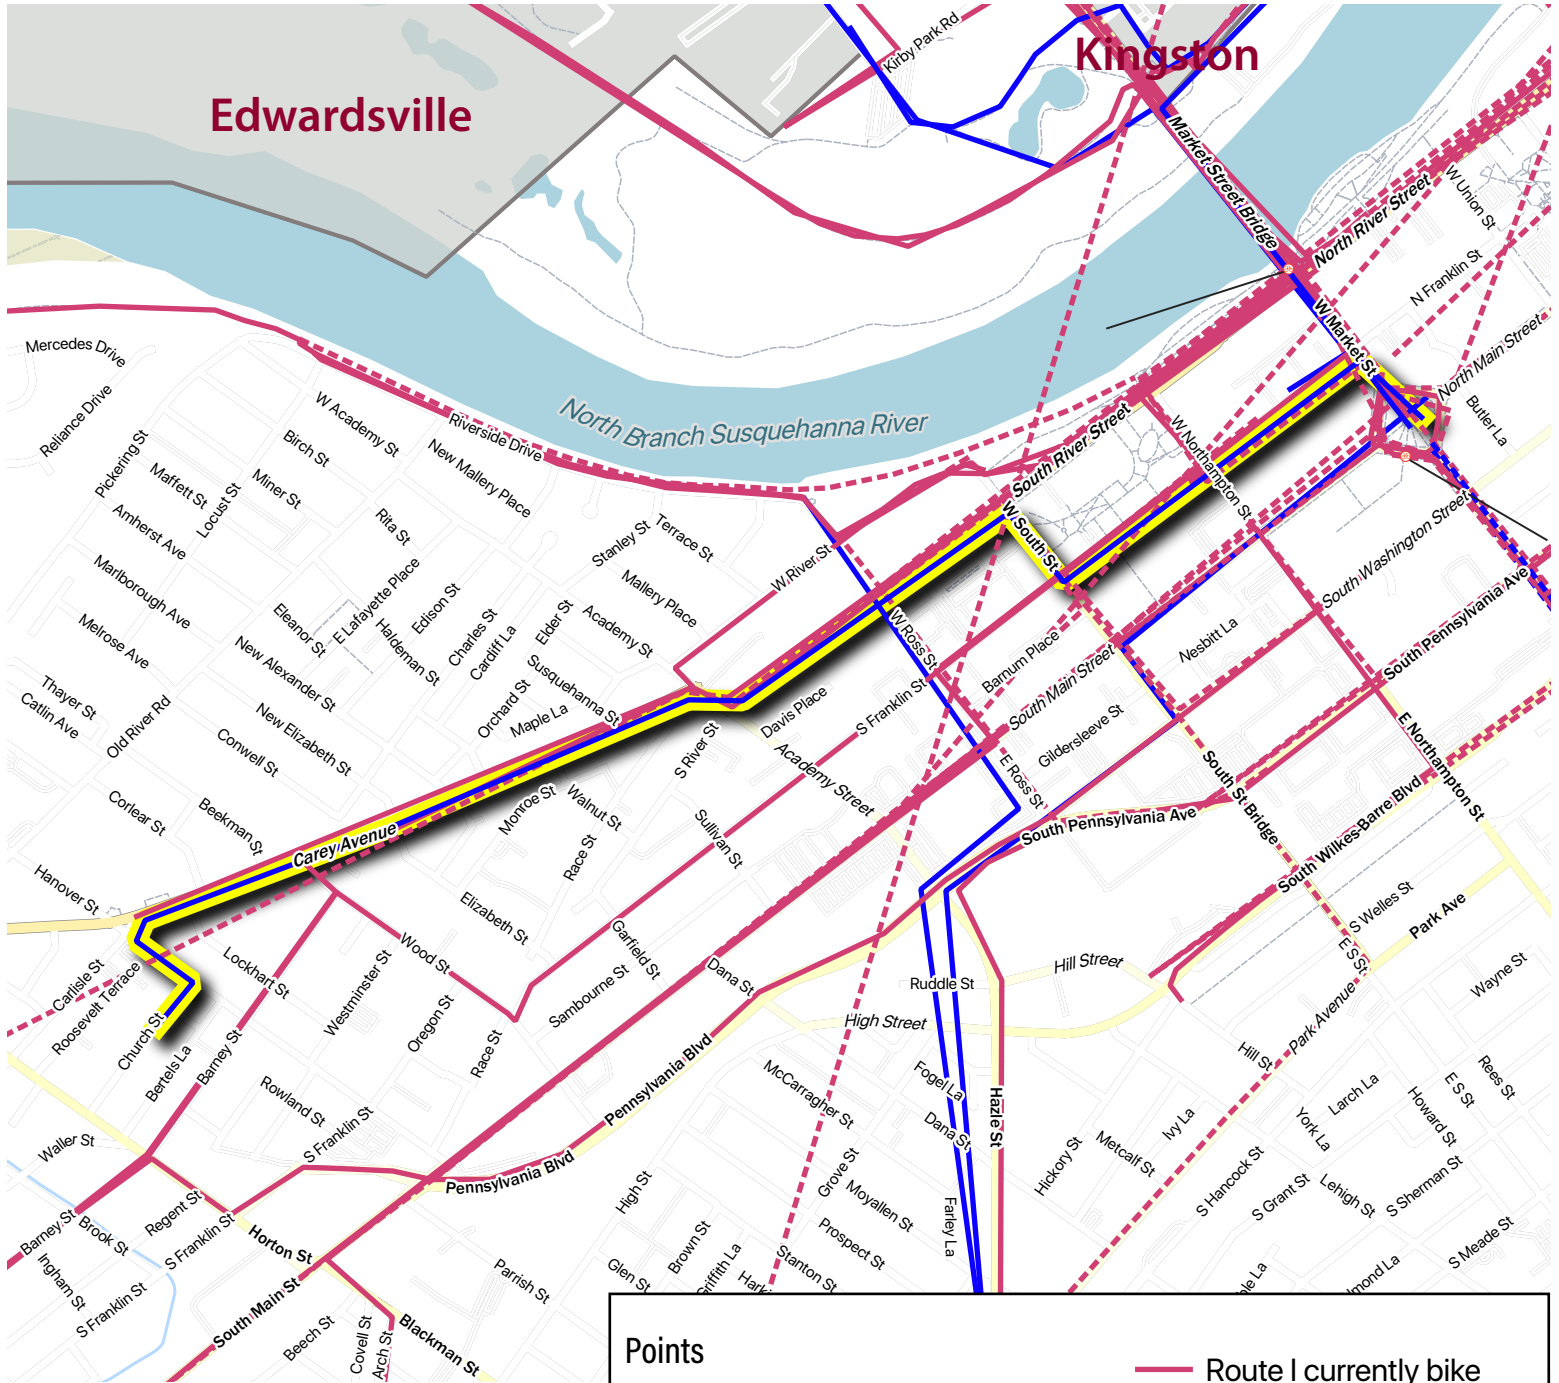 Kingston
Kirby Park Rd
Edwardsville
Market Street Bridge
North River Street
W Union St
N Franklin St
W Market St
North Main Street
Butler La
Mercedes Drive
Reliance Drive
North Branch Susquehanna River
Riverside Drive
W Academy St
New Mallery Place
Birch St
Miner St
Pickering St
Maffett St
Locust St
Amherst Ave
Rita St
Marlborough Ave
Melrose Ave
South River Street
W Northampton St
W South St
South Washington Street
Stanley St
Terrace St
Mallery Place
W River St
Academy St
E Lafayette Place
Edison St
Eleanor St
Haldeman St
Charles St
Cardiff La
Elder St
Susquehanna St
Orchard St
Maple La
New Alexander St
New Elizabeth St
Thayer St
Catlin Ave
Old River Rd
Conwell St
Corlear St
Beekman St
Hanover St
Carey Avenue
W Ross St
Barnum Place
Nesbitt La
South Main Street
South Pennsylvania Ave
S Franklin St
Davis Place
Gildersleeve St
E Ross St
Academy Street
S River St
Monroe St
Walnut St
Race St
Sullivan St
South Pennsylvania Ave
South St Bridge
E Northampton St
South Wilkes-Barre Blvd
S Welles St
Park Ave
E S St
Wayne St
Elizabeth St
Garfield St
Wood St
Sambourne St
Dana St
Hill Street
Ruddle St
High Street
Park Avenue
Hill St
Carlisle St
Roosevelt Terrace
Lockhart St
Westminster St
Oregon St
Race St
Church St
Bertels La
Barney St
Rowland St
S Franklin St
Pennsylvania Blvd
McCarragher St
Fogel La
Dana St
Hazle St
Ivy La
Metcalf St
Hickory St
York La
Larch La
Howard St
E S St
Rees St
Waller St
Pennsylvania Blvd
Grove St
Moyallen St
High St
Prospect St
Farley La
S Hancock St
S Grant St
Lehigh St
S Sherman St
S Meade St
Barney St
Brook St
Regent St
S Franklin St
Horton St
Ingham St
S Franklin St
South Main St
Parrish St
Brown St
Griffith La
Glen St
Stanton St
Beech St
Covell St
Arch St
Blackman St
Points
Route I currently bike